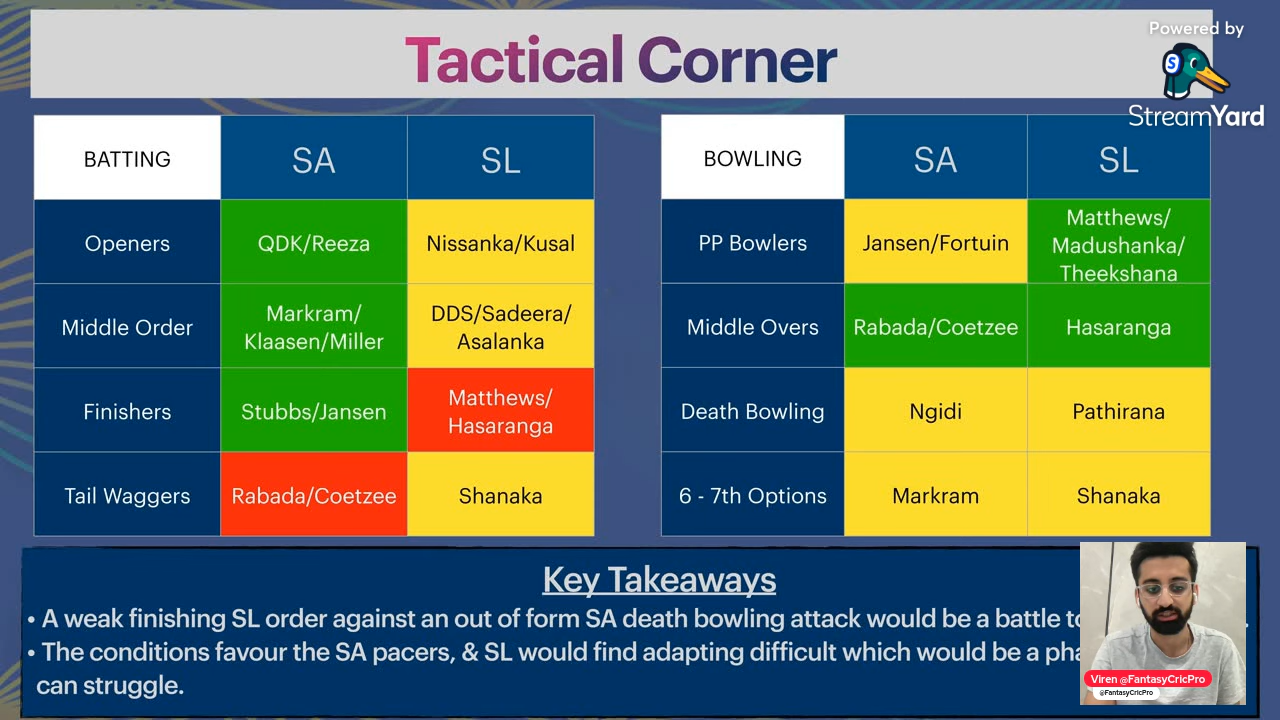 Tactical Corner
Powered by
S
StreamYard
BATTING SA SL
Openers QDK/Reeza Nissanka/Kusal
Middle Order Markram/ Klaasen/Miller DDS/Sadeera/ Asalanka
Finishers Stubbs/Jansen Matthews/ Hasaranga
Tail Waggers Rabada/Coetzee Shanaka
BOWLING SA SL
PP Bowlers Jansen/Fortuin Matthews/ Madushanka/ Theekshana
Middle Overs Rabada/Coetzee Hasaranga
Death Bowling Ngidi Pathirana
6 - 7th Options Markram Shanaka
Key Takeaways
• A weak finishing SL order against an out of form SA death bowling attack would be a battle
• The conditions favour the SA pacers, & SL would find adapting difficult which would be a
can struggle.
Viren @FantasyCricPro
@FantasyCricPro